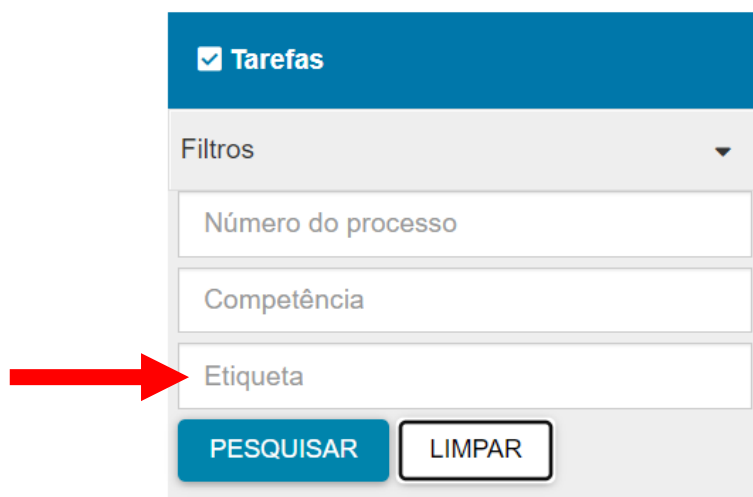 Tarefas
Filtros
Número do processo
Competência
Etiqueta
PESQUISAR LIMPAR